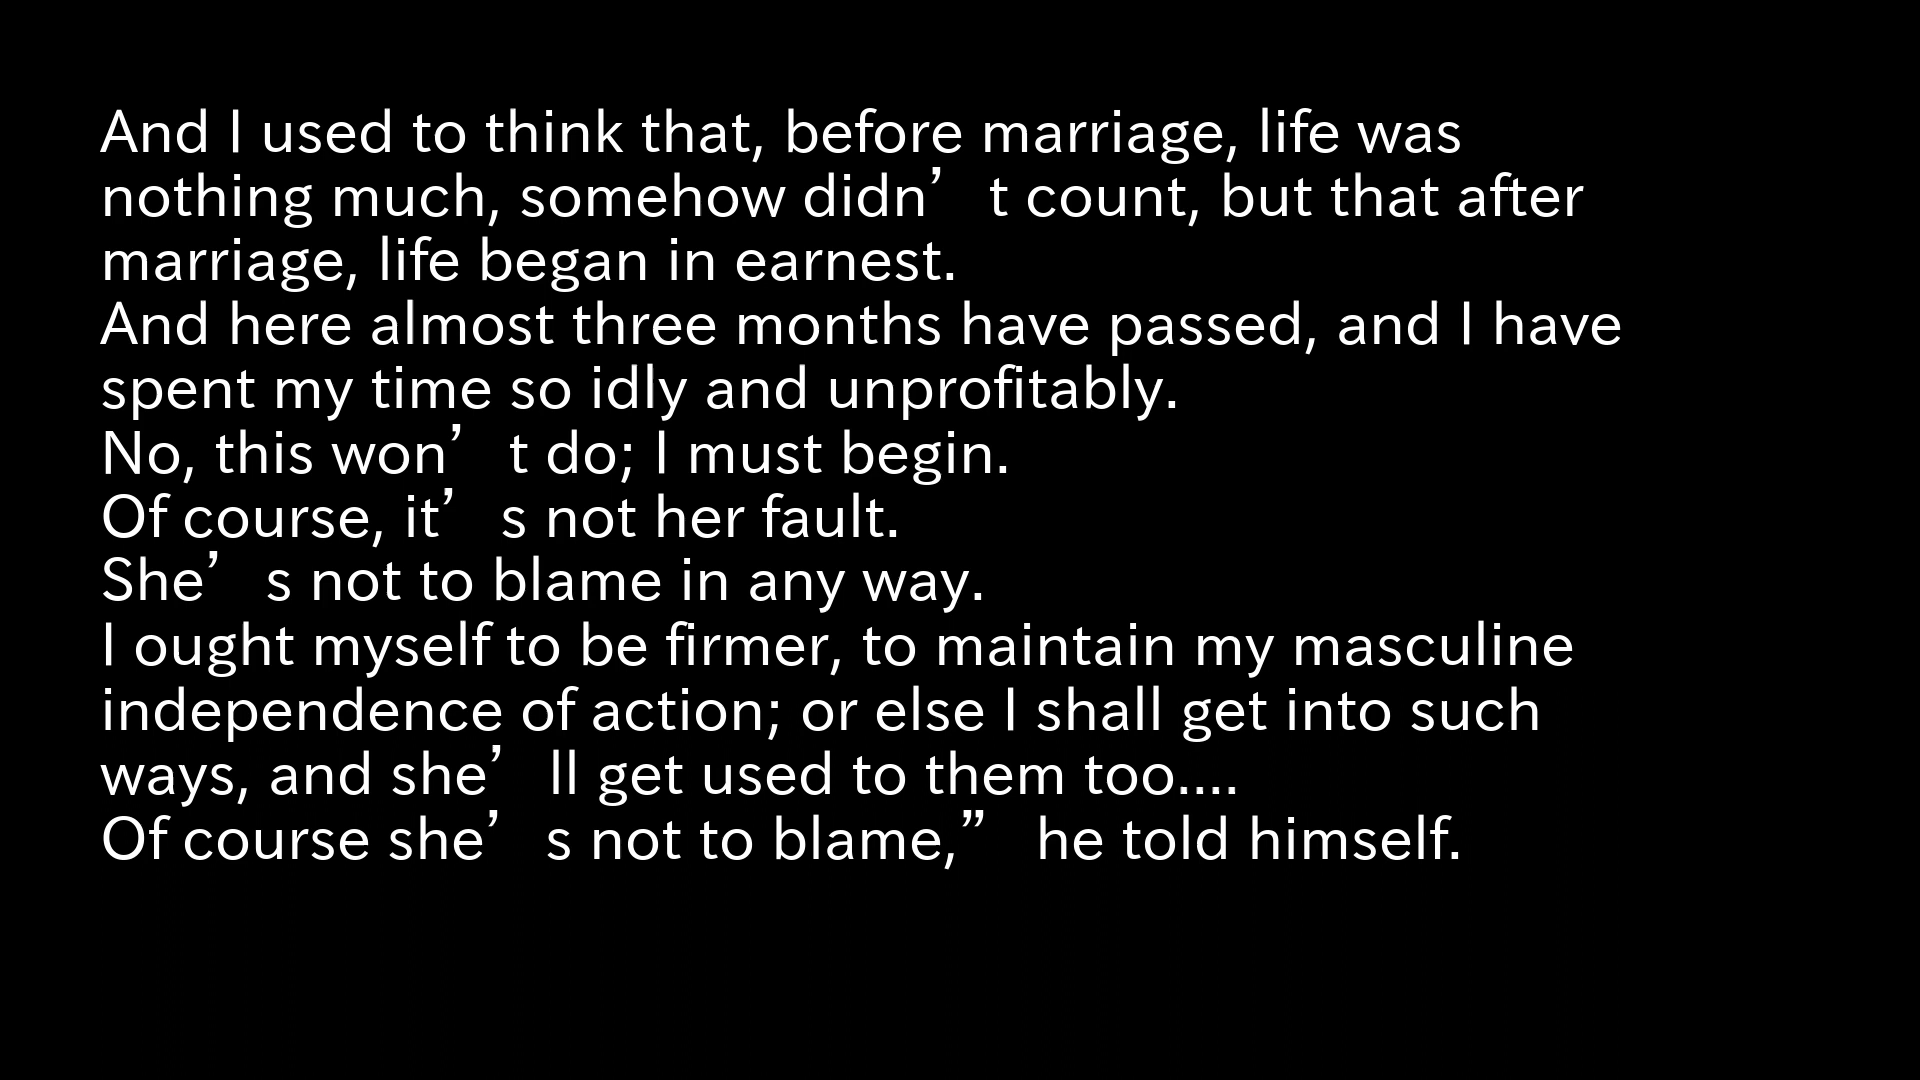 And I used to think that, before marriage, life was
nothing much, somehow didn’t count, but that after
marriage, life began in earnest.
And here almost three months have passed, and I have
spent my time so idly and unprofitably.
No, this won’t do; I must begin.
Of course, it’s not her fault.
She’s not to blame in any way.
I ought myself to be firmer, to maintain my masculine
independence of action; or else I shall get into such
ways, and she’ll get used to them too....
Of course she’s not to blame,” he told himself.